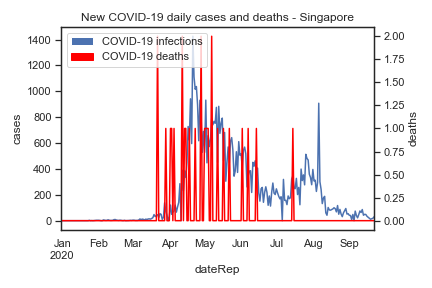 New COVID-19 daily cases and deaths - Singapore
COVID-19 infections
COVID-19 deaths
1400
1200
1000
800
600
400
200
0
cases
2.00
1.75
1.50
1.25
1.00
0.75
0.50
0.25
0.00
deaths
Jan Feb Mar Apr May Jun Jul Aug Sep
2020
dateRep